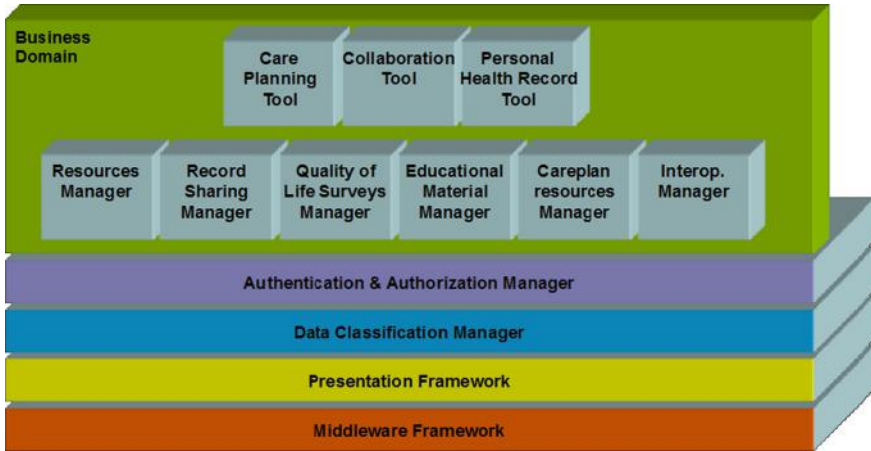 Business
Domain
Care
Planning
Tool
Collaboration
Tool
Personal
Health Record
Tool
Resources
Manager
Record
Sharing
Manager
Quality of
Life Surveys
Manager
Educational
Material
Manager
Careplan
resources
Manager
Interop.
Manager
Authentication & Authorization Manager
Data Classification Manager
Presentation Framework
Middleware Framework